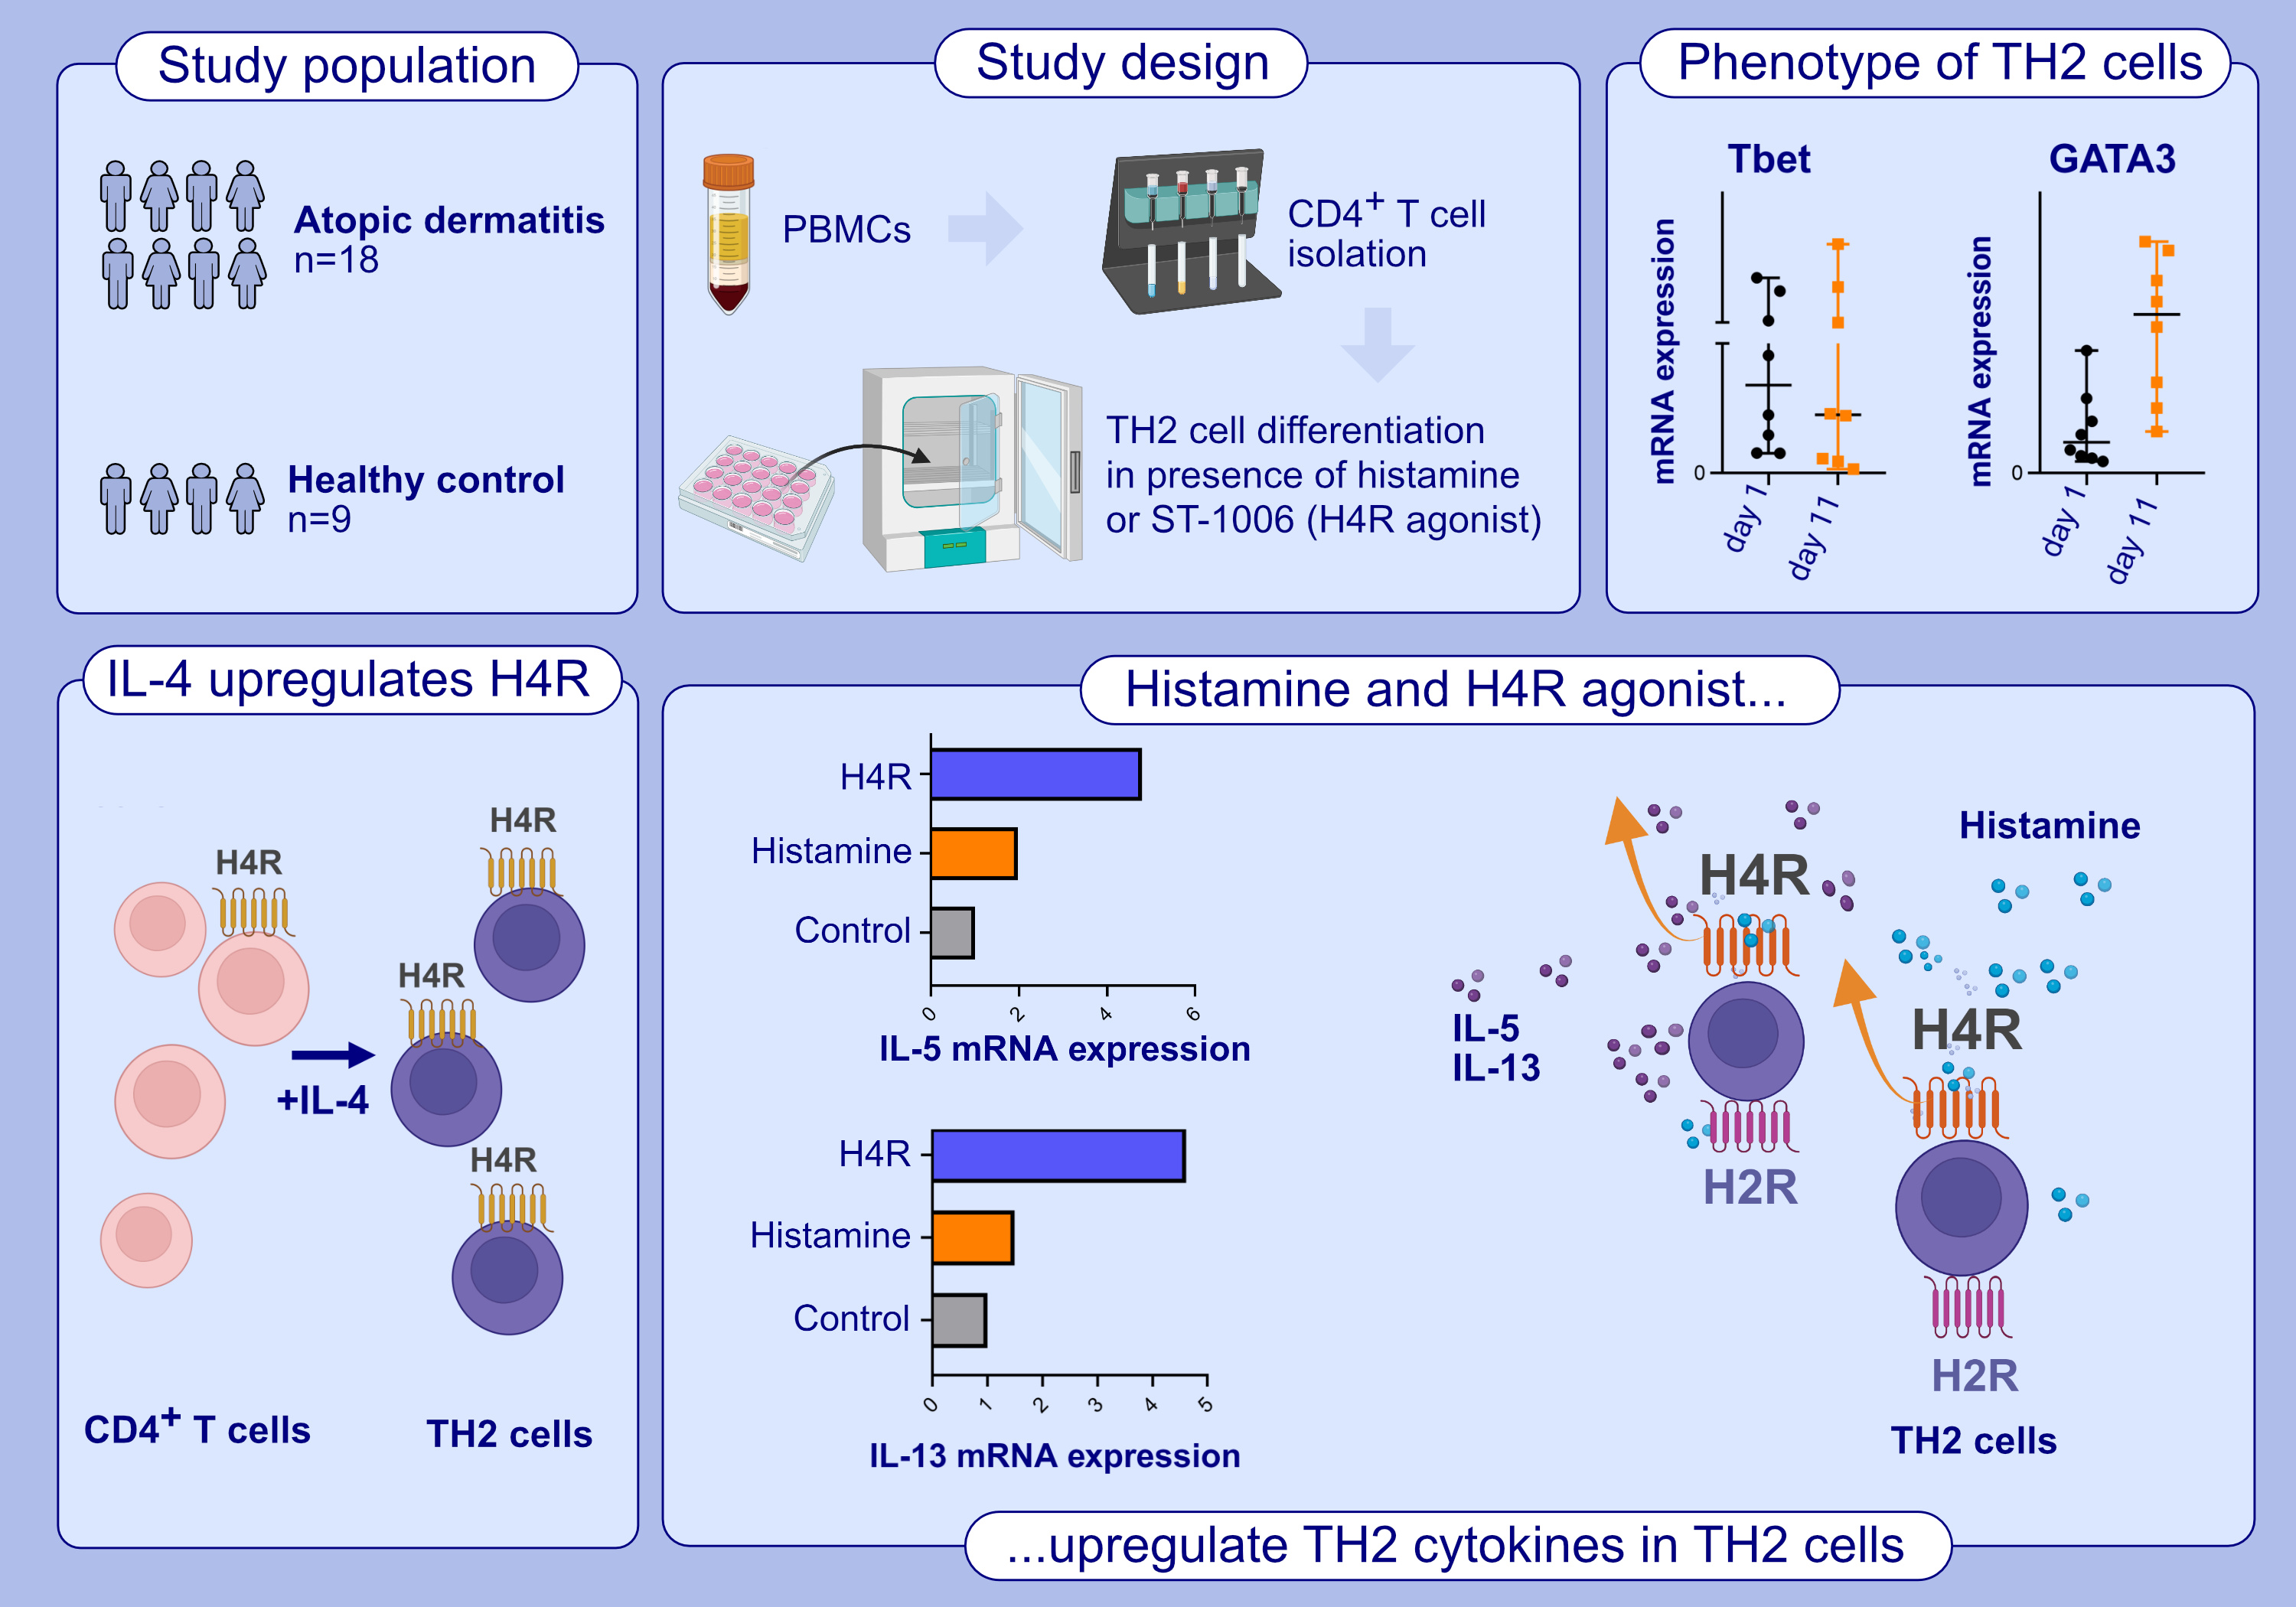 Study population
Atopic dermatitis
n=18
Healthy control
n=9
Study design
PBMCs
CD4+ T cell
isolation
TH2 cell differentiation
in presence of histamine
or ST-1006 (H4R agonist)
Phenotype of TH2 cells
Tbet
mRNA expression
0
day 1
day 11
GATA3
mRNA expression
0
day 1
day 11
IL-4 upregulates H4R
H4R
H4R
H4R
H4R
+IL-4
CD4+ T cells
TH2 cells
Histamine and H4R agonist...
H4R
Histamine
Control
0 2 4 6
IL-5 mRNA expression
H4R
Histamine
Control
0 1 2 3 4 5
IL-13 mRNA expression
Histamine
H4R
H4R
IL-5
IL-13
H2R
H2R
TH2 cells
...upregulate TH2 cytokines in TH2 cells